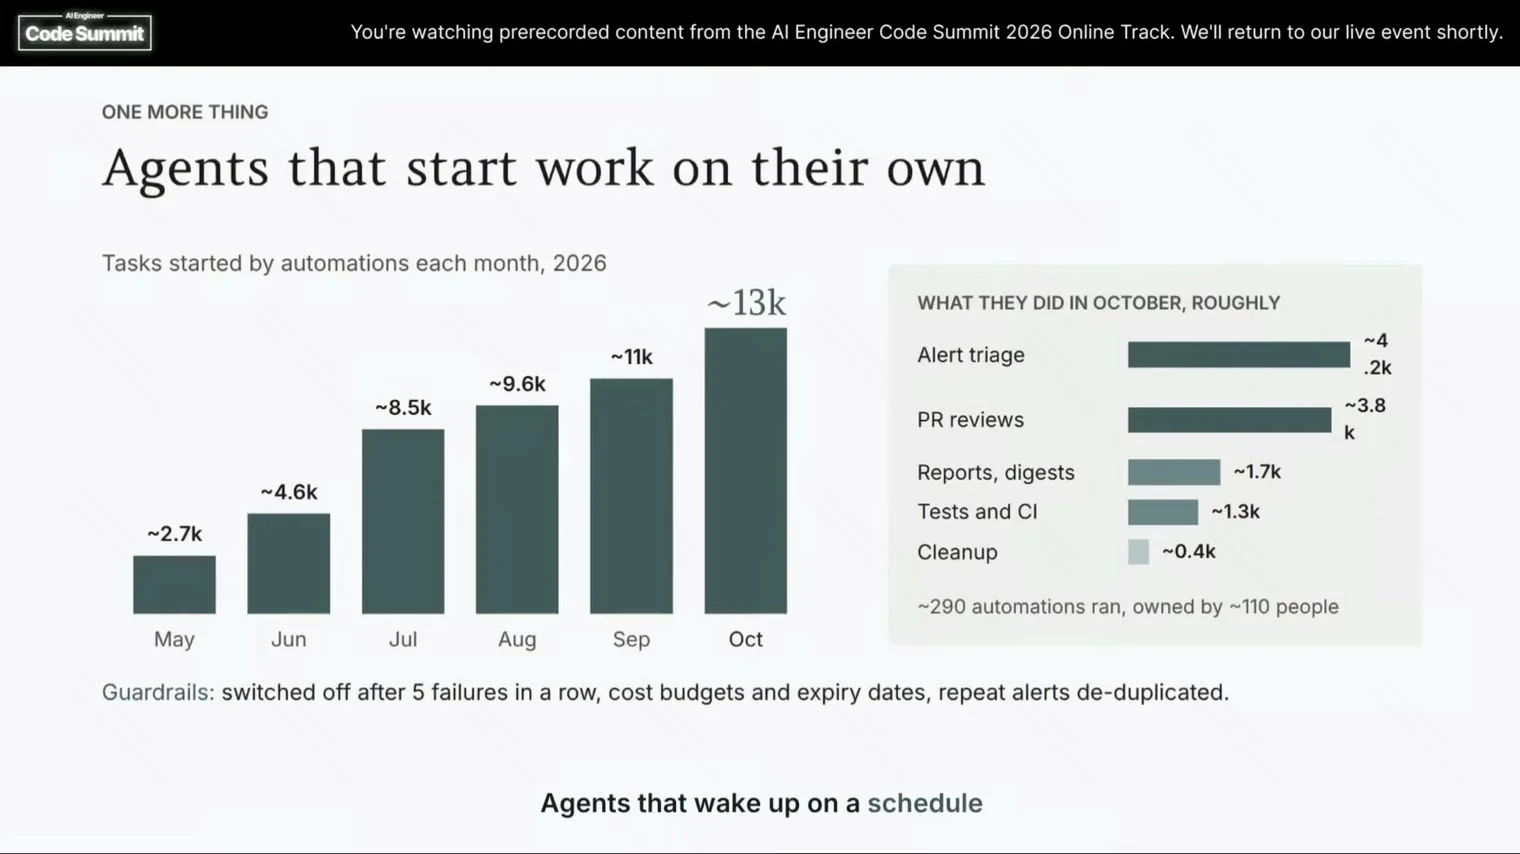 AI Engineer
Code Summit
You're watching prerecorded content from the AI Engineer Code Summit 2026 Online Track. We'll return to our live event shortly.
ONE MORE THING
Agents that start work on their own
Tasks started by automations each month, 2026
~2.7k
~4.6k
~8.5k
~9.6k
~11k
~13k
May
Jun
Jul
Aug
Sep
Oct
WHAT THEY DID IN OCTOBER, ROUGHLY
Alert triage
~4
.2k
PR reviews
~3.8
k
Reports, digests
~1.7k
Tests and CI
~1.3k
Cleanup
~0.4k
~290 automations ran, owned by ~110 people
Guardrails: switched off after 5 failures in a row, cost budgets and expiry dates, repeat alerts de-duplicated.
Agents that wake up on a schedule